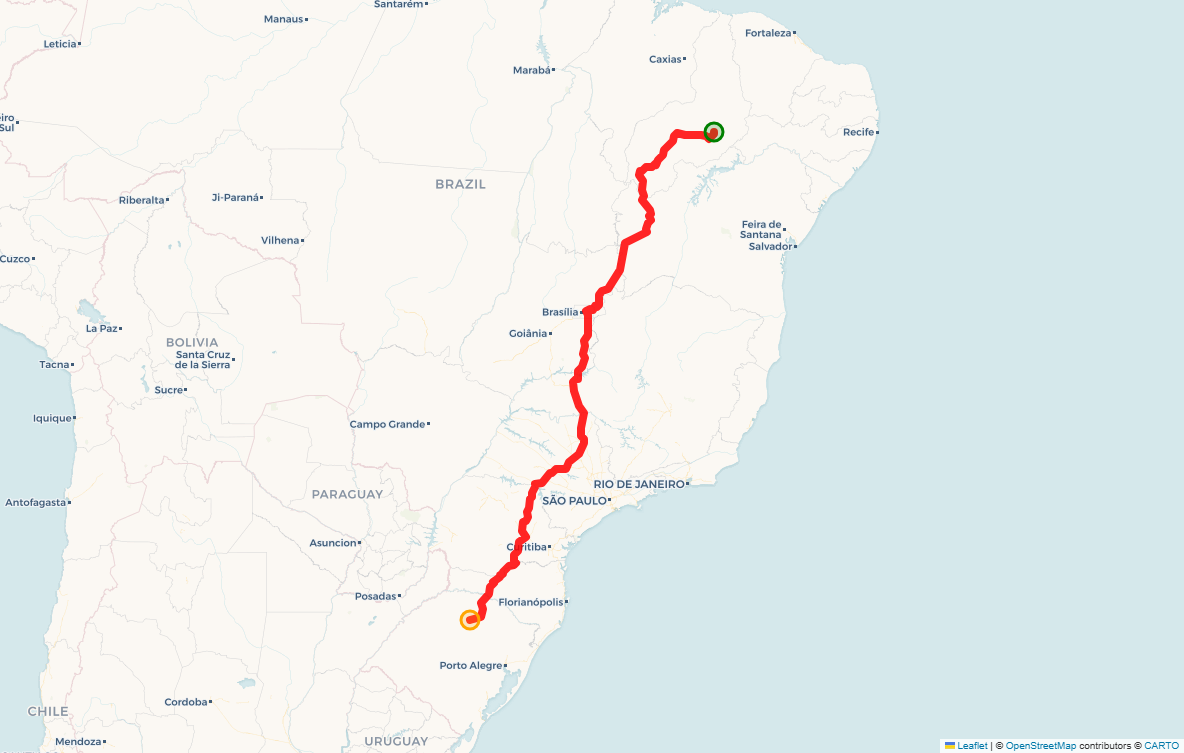 Santarém
Manaus
Fortaleza
Leticia
Caxias
Marabá
eiro
Sul
Recife
BRAZIL
Riberalta
Ji-Paraná
Feira de
Santana
Vilhena
Salvador
Cuzco
Brasília
La Paz
Goiânia
BOLIVIA
Santa Cruz
de la Sierra
Tacna
Sucre
Iquique
Campo Grande
RIO DE JANEIRO
PARAGUAY
SÃO PAULO
Antofagasta
Asuncion
Curitiba
Posadas
Florianópolis
Porto Alegre
Cordoba
CHILE
Mendoza
URUGUAY
Leaflet | © OpenStreetMap contributors © CARTO